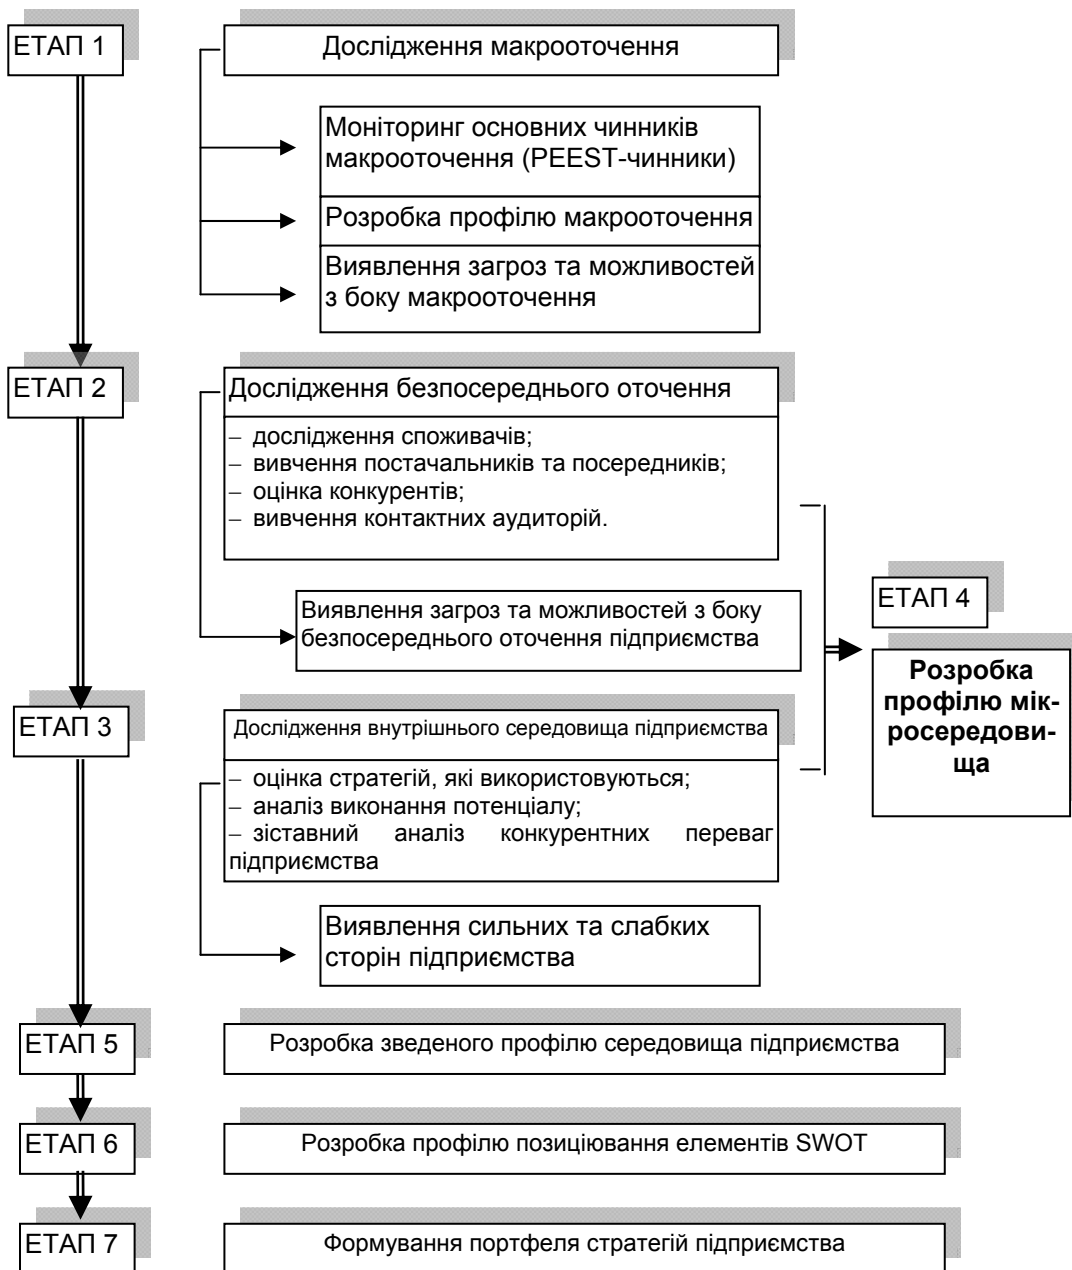 ЕТАП 1
Дослідження макрооточення
Моніторинг основних чинників
макрооточення (PEEST-чинники)
Розробка профілю макрооточення
Виявлення загроз та можливостей
з боку макрооточення
ЕТАП 2
Дослідження безпосереднього оточення
– дослідження споживачів;
– вивчення постачальників та посередників;
– оцінка конкурентів;
– вивчення контактних аудиторій.
Виявлення загроз та можливостей з боку
безпосереднього оточення підприємства
ЕТАП 4
Розробка
профілю мік-
росередови-
ща
ЕТАП 3
Дослідження внутрішнього середовища підприємства
– оцінка стратегій, які використовуються;
– аналіз виконання потенціалу;
– зіставний аналіз конкурентних переваг
підприємства
Виявлення сильних та слабких
сторін підприємства
ЕТАП 5
Розробка зведеного профілю середовища підприємства
ЕТАП 6
Розробка профілю позиціювання елементів SWOT
ЕТАП 7
Формування портфеля стратегій підприємства